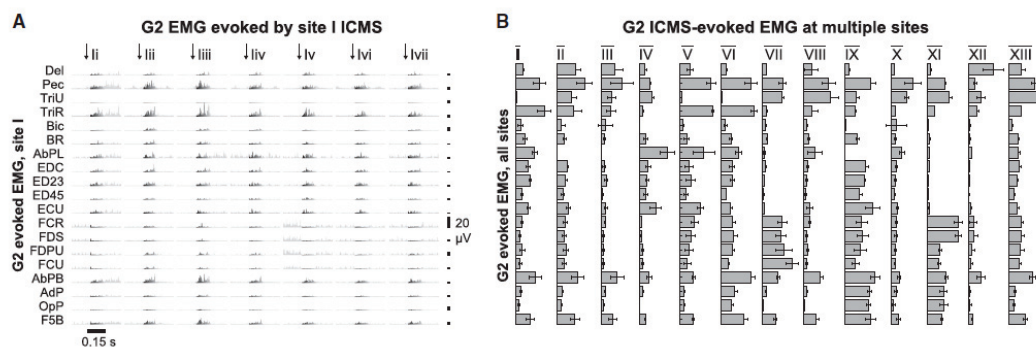 A
G2 EMG evoked by site I ICMS
Ii
Iii
Iiii
Iiv
Iv
Ivi
Ivii
G2 evoked EMG, site I
Del
Pec
TriU
TriR
Bic
BR
AbPL
EDC
ED23
ED45
ECU
FCR
FDS
FDPU
FCU
AbPB
AdP
OpP
F5B
20
µV
0.15 s
B
G2 ICMS-evoked EMG at multiple sites
G2 evoked EMG, all sites
I
II
III
IV
V
VI
VII
VIII
IX
X
XI
XII
XIII